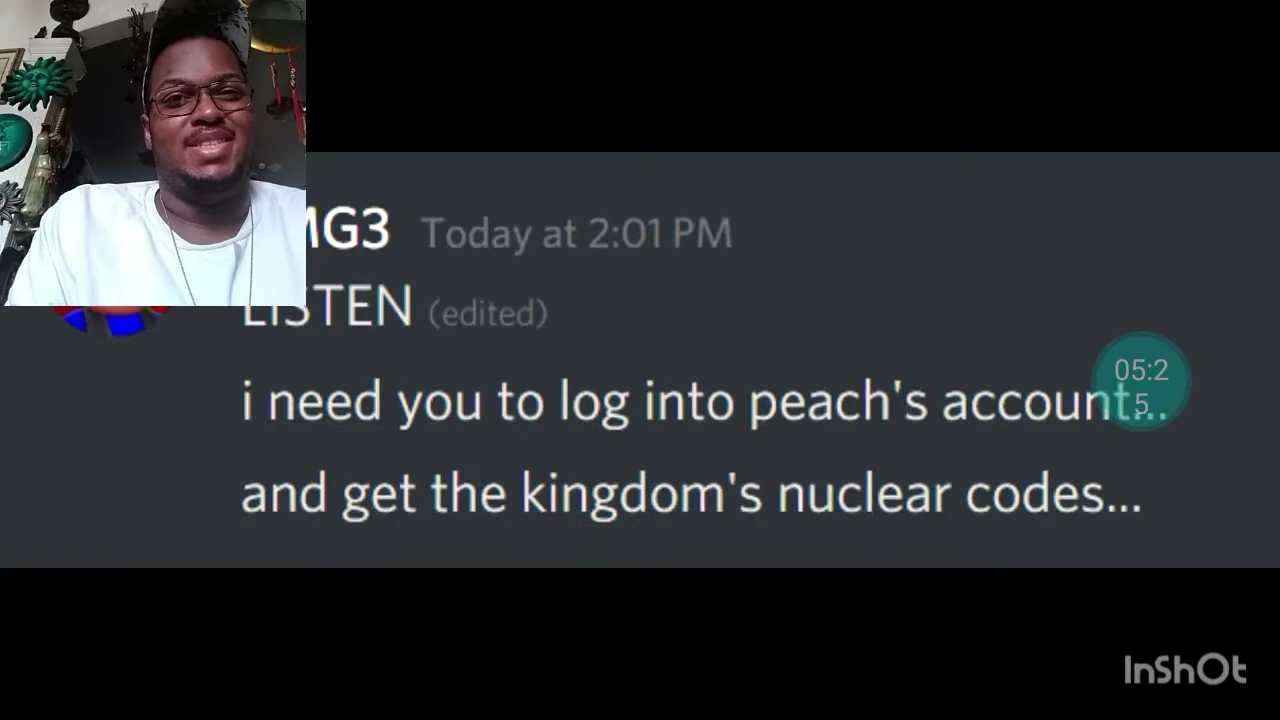 MG3 Today at 2:01 PM
LISTEN (edited)
i need you to log into peach's account...
05:2
5
and get the kingdom's nuclear codes...
InShOt